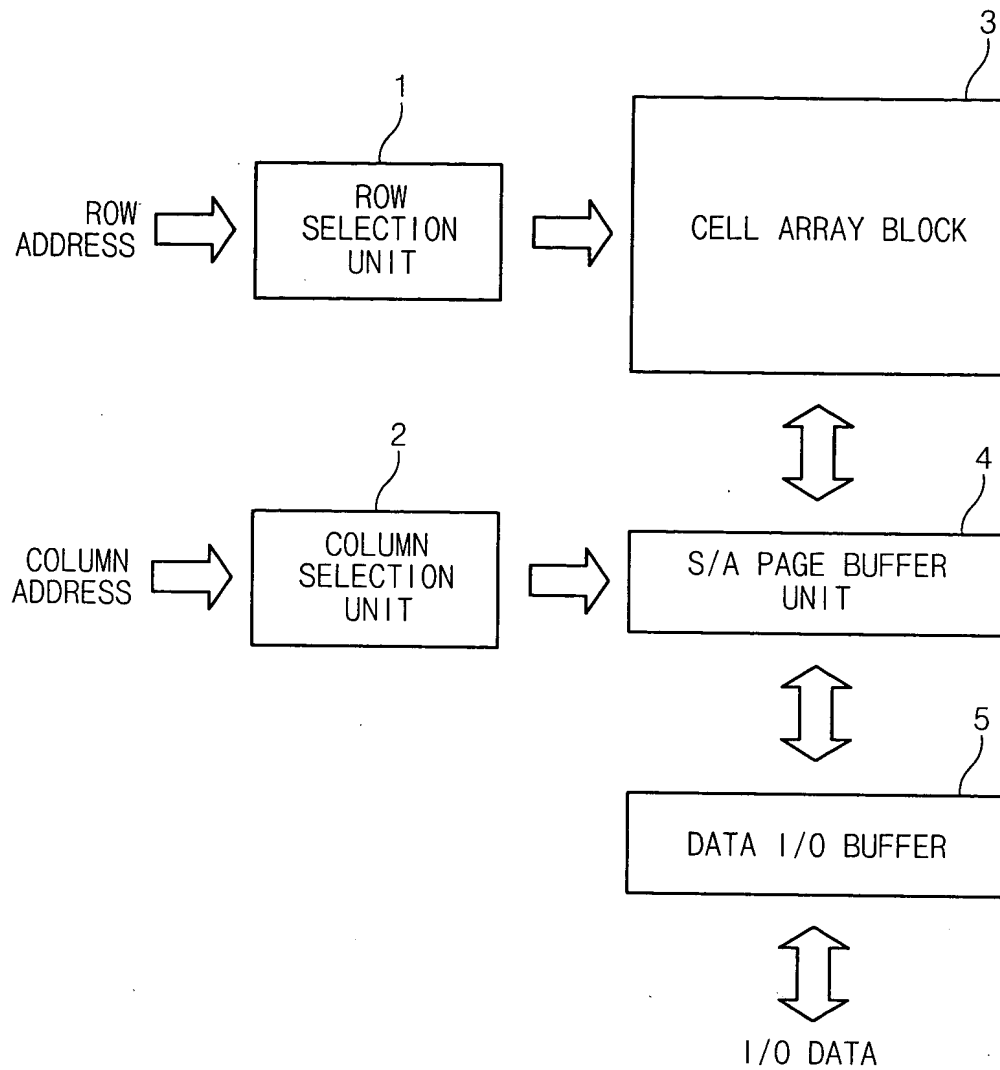 3
1
ROW
ADDRESS
ROW
SELECTION
UNIT
CELL ARRAY BLOCK
2
4
COLUMN
ADDRESS
COLUMN
SELECTION
UNIT
S/A PAGE BUFFER
UNIT
5
DATA I/O BUFFER
I/O DATA